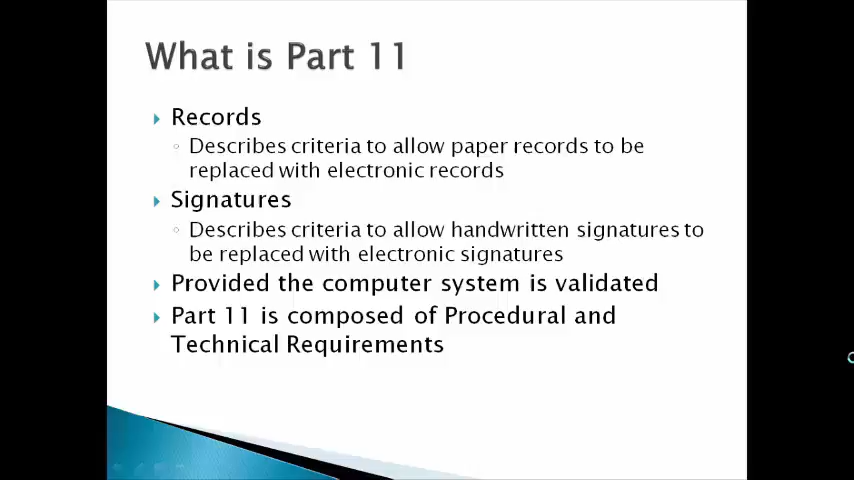 What is Part 11
Records
Describes criteria to allow paper records to be
replaced with electronic records
Signatures
Describes criteria to allow handwritten signatures to
be replaced with electronic signatures
Provided the computer system is validated
Part 11 is composed of Procedural and
Technical Requirements